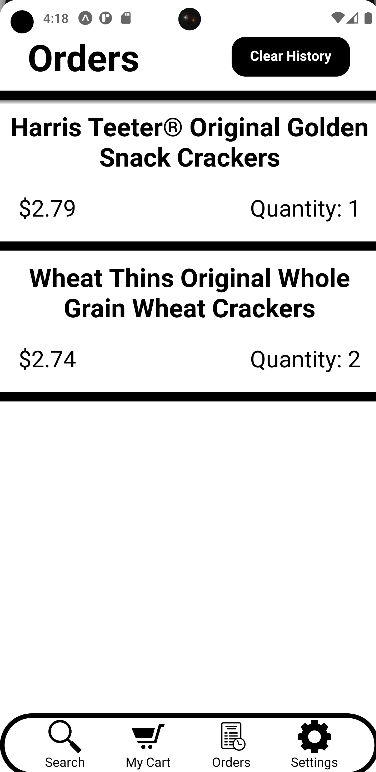 4:18
Orders
Clear History
Harris Teeter® Original Golden
Snack Crackers
$2.79 Quantity: 1
Wheat Thins Original Whole
Grain Wheat Crackers
$2.74 Quantity: 2
Search My Cart Orders Settings